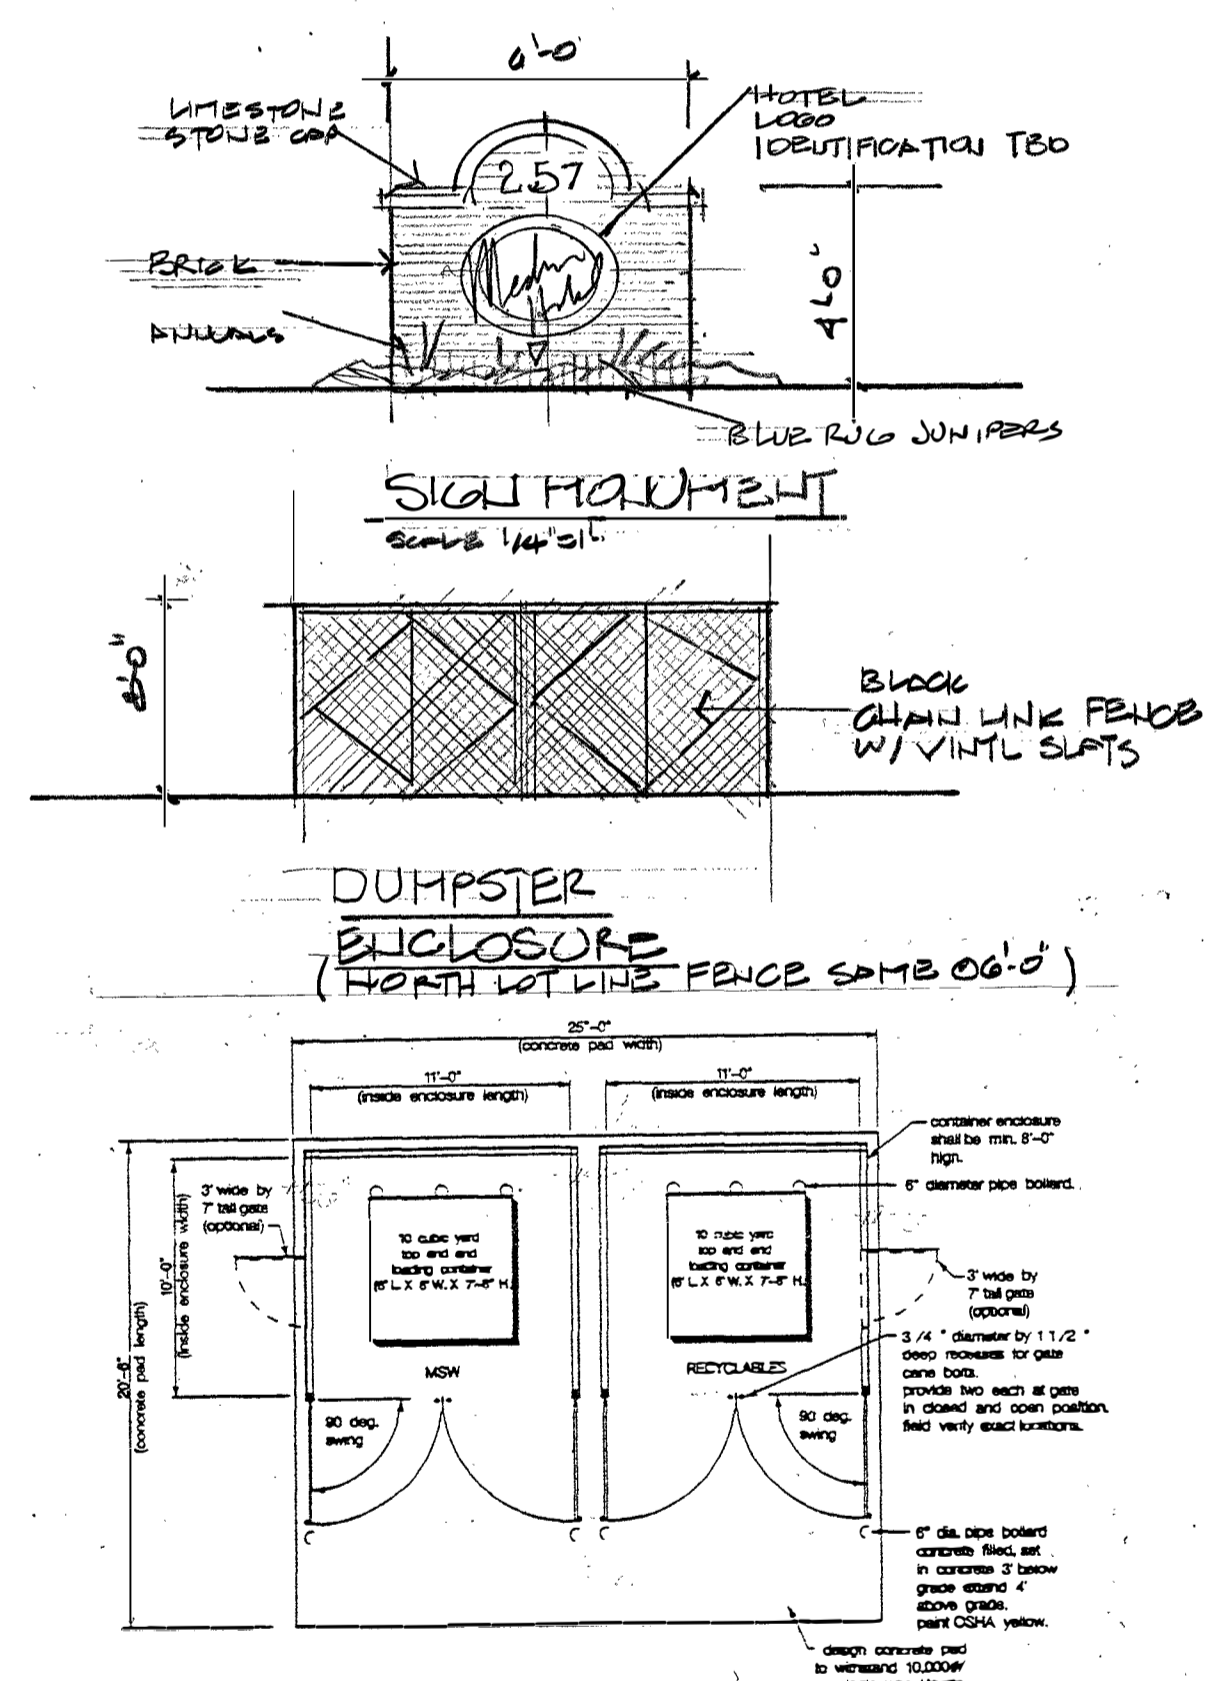 6'-0"
LIMESTONE
STONE CAP
HOTEL
LOGO
IDENTIFICATION TBD
257
BRICK
ANNUALS
4'-0"
BLUE RUG JUNIPERS
SIGN MONUMENT
SCALE 1/4"=1'
8'-0"
BLACK
CHAIN LINK FENCE
W/ VINYL SLATS
DUMPSTER
ENCLOSURE
(NORTH LOT LINE FENCE SAME @6'-0")
25'-0"
(concrete pad width)
11'-0"
(inside enclosure length)
11'-0"
(inside enclosure length)
container enclosure
shall be min. 8'-0"
high.
6" diameter pipe bollard.
3' wide by
7' tall gate
(optional)
10'-0"
(inside enclosure width)
20'-6"
(concrete pad length)
10 cubic yard
top end end
loading container
(6' L X 6' W. X 7'-6" H.
10 cubic yard
top end end
loading container
(6' L X 6' W. X 7'-6" H.
3' wide by
7' tall gate
(optional)
MSW
RECYCLABLES
3/4 " diameter by 1 1/2 "
deep recesses for gate
cane bolts.
provide two each at gate
in closed and open position.
field verify exact locations.
90 deg.
swing
90 deg.
swing
6" dia. pipe bollard
concrete filled, set
in concrete 3' below
grade extend 4'
above grade.
paint OSHA yellow.
design concrete pad
to withstand 10,000#